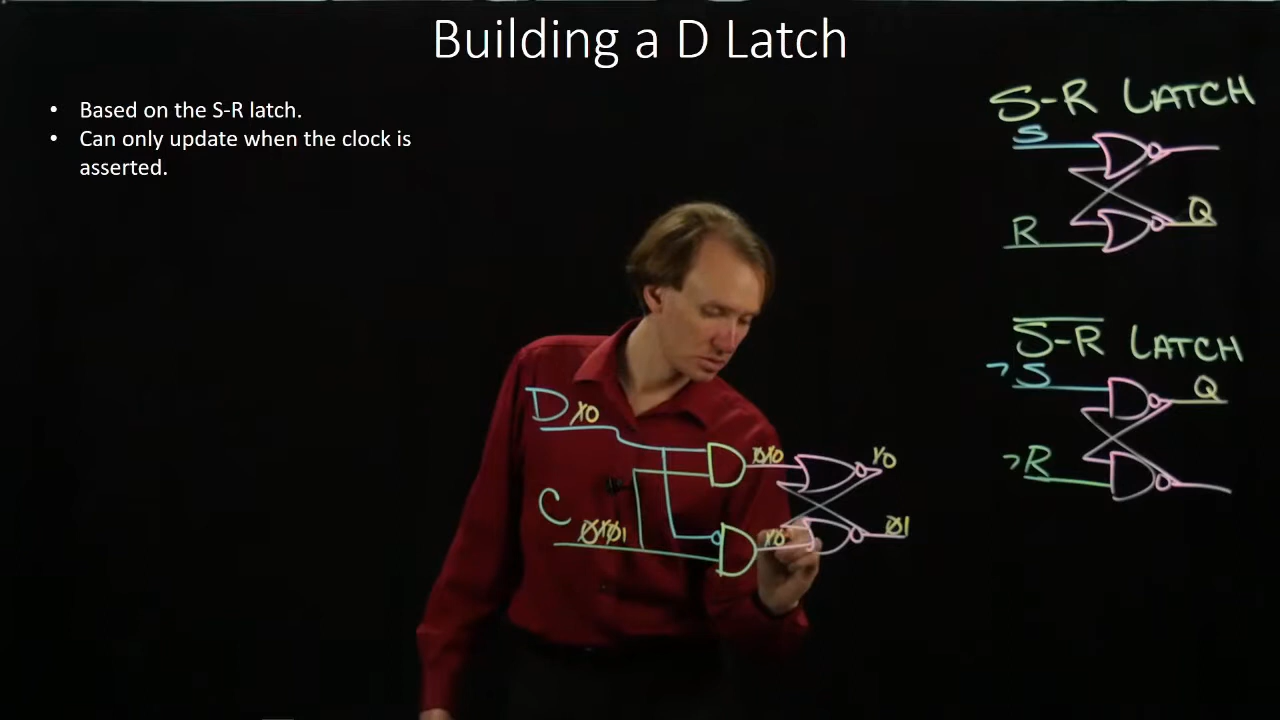 Building a D Latch
• Based on the S-R latch.
• Can only update when the clock is
asserted.
S-R LATCH
S
R
Q
S-R LATCH
¬S
Q
¬R
D
C